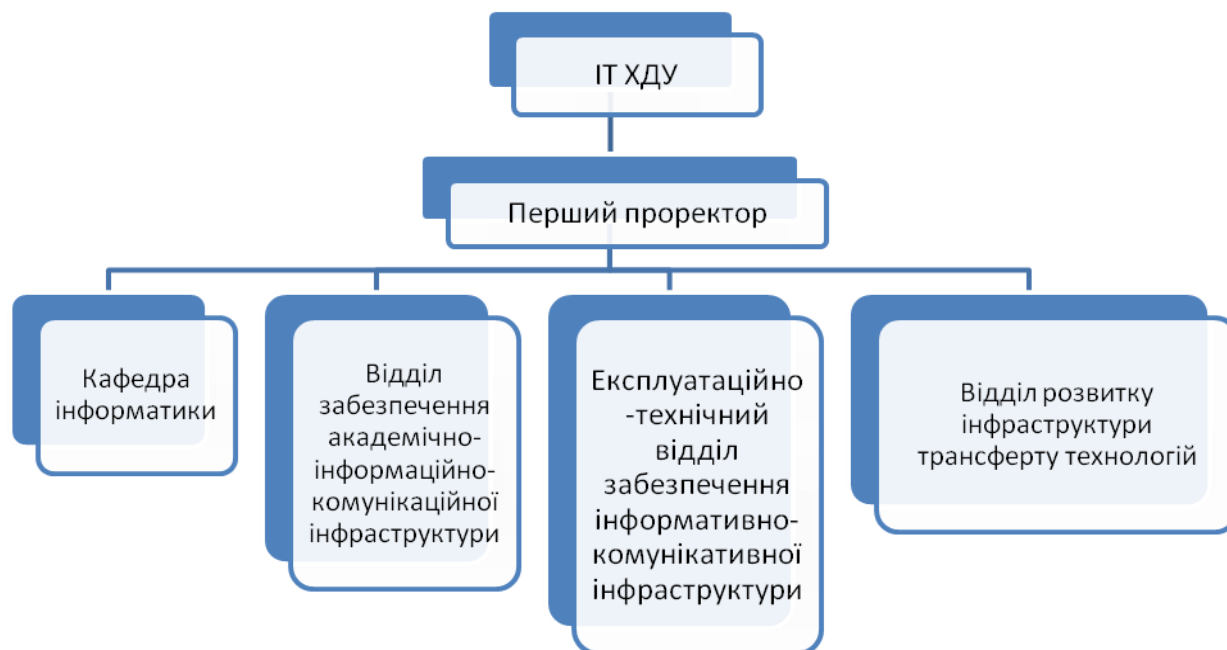 ІТ ХДУ
Перший проректор
Кафедра
інформатики
Відділ
забезпечення
академічно-
інформаційно-
комунікаційної
інфраструктури
Експлуатаційно
-технічний
відділ
забезпечення
інформативно-
комунікативної
інфраструктури
Відділ розвитку
інфраструктури
трансферту технологій